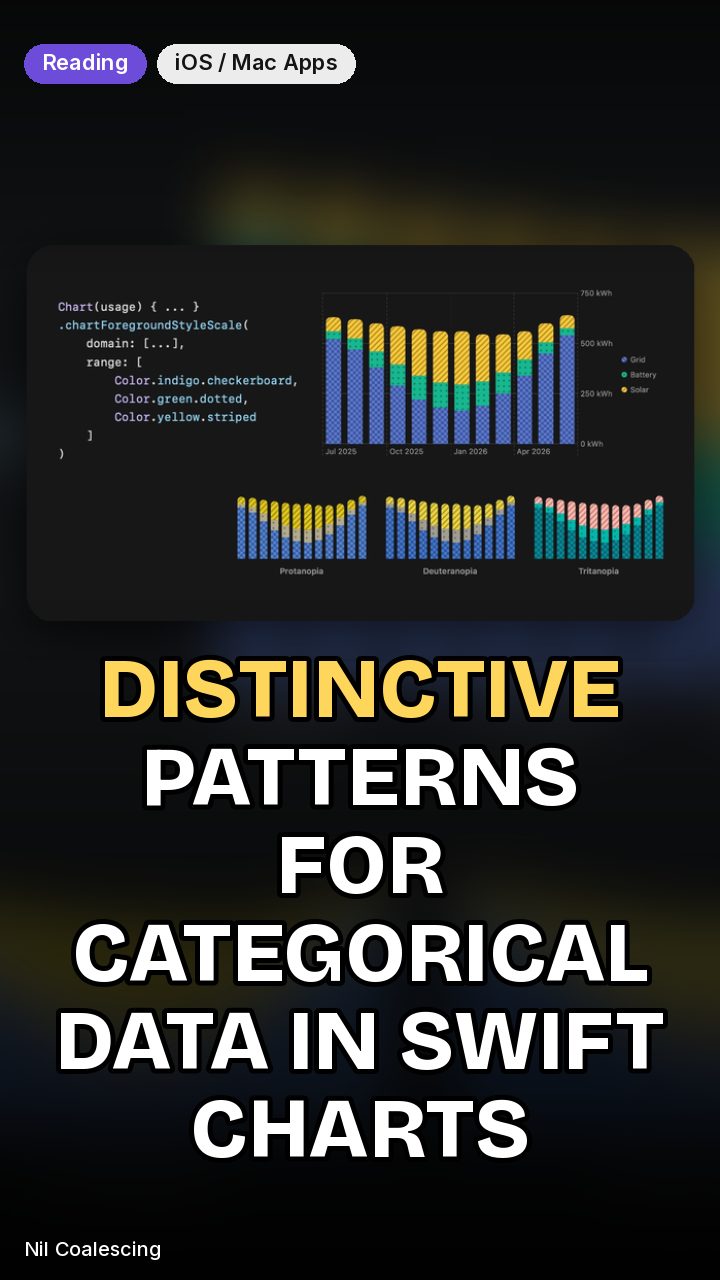 Reading
iOS / Mac Apps
Chart(usage) { ... }
.chartForegroundStyleScale(
    domain: [...],
    range: [
        Color.indigo.checkerboard,
        Color.green.dotted,
        Color.yellow.striped
    ]
)
750 kWh
500 kWh
250 kWh
0 kWh
Jul 2025
Oct 2025
Jan 2026
Apr 2026
Grid
Battery
Solar
Protanopia
Deuteranopia
Tritanopia
DISTINCTIVE
PATTERNS
FOR
CATEGORICAL
DATA IN SWIFT
CHARTS
Nil Coalescing